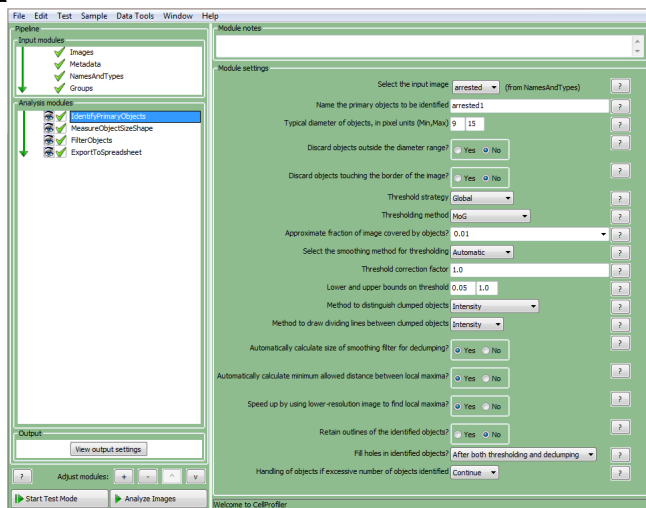 File Edit Test Sample Data Tools Window Help
Pipeline
Input modules
Images
Metadata
NamesAndTypes
Groups
Analysis modules
IdentifyPrimaryObjects
MeasureObjectSizeShape
FilterObjects
ExportToSpreadsheet
Output
View output settings
? Adjust modules: + - ^ v
Start Test Mode Analyze Images
Module notes
Module settings
Select the input image arrested (from NamesAndTypes) ?
Name the primary objects to be identified arrested1 ?
Typical diameter of objects, in pixel units (Min,Max) 9 15 ?
Discard objects outside the diameter range? Yes No ?
Discard objects touching the border of the image? Yes No ?
Threshold strategy Global ?
Thresholding method MoG ?
Approximate fraction of image covered by objects? 0.01 ?
Select the smoothing method for thresholding Automatic ?
Threshold correction factor 1.0 ?
Lower and upper bounds on threshold 0.05 1.0 ?
Method to distinguish clumped objects Intensity ?
Method to draw dividing lines between clumped objects Intensity ?
Automatically calculate size of smoothing filter for declumping? Yes No ?
Automatically calculate minimum allowed distance between local maxima? Yes No ?
Speed up by using lower-resolution image to find local maxima? Yes No ?
Retain outlines of the identified objects? Yes No ?
Fill holes in identified objects? After both thresholding and declumping ?
Handling of objects if excessive number of objects identified Continue ?
Welcome to CellProfiler